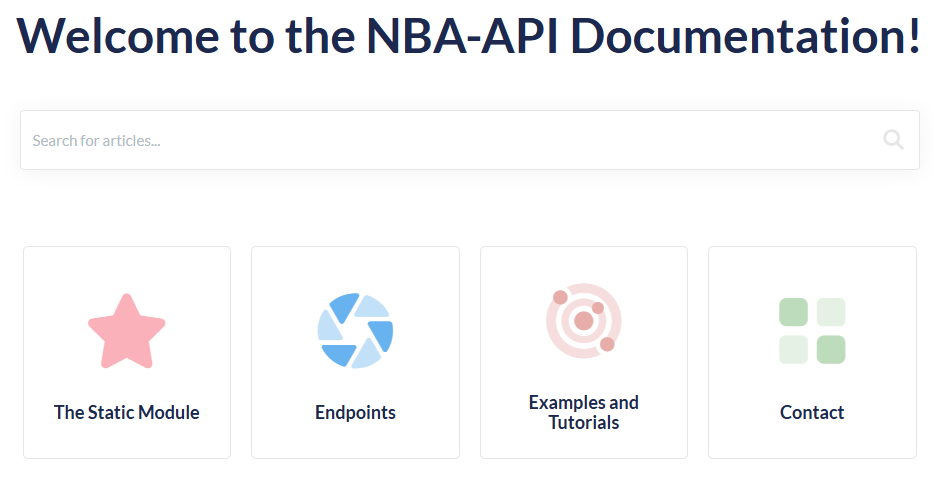 Welcome to the NBA-API Documentation!
Search for articles...
The Static Module
Endpoints
Examples and
Tutorials
Contact